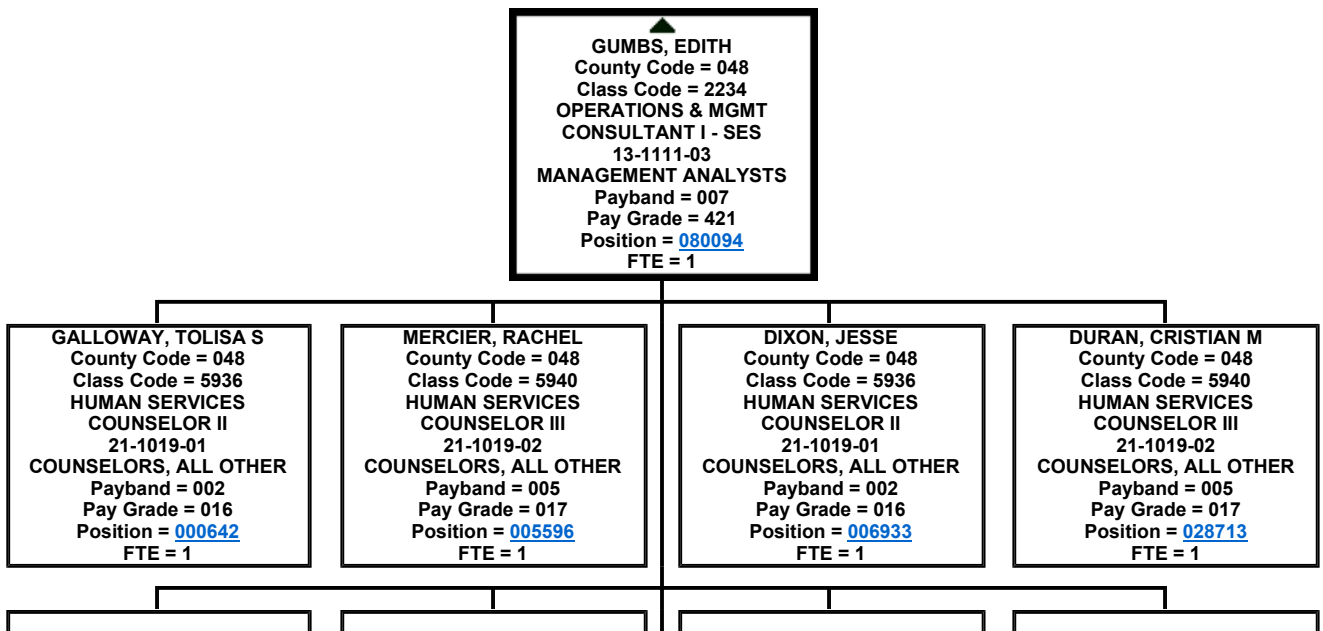 GUMBS, EDITH
County Code = 048
Class Code = 2234
OPERATIONS & MGMT
CONSULTANT I - SES
13-1111-03
MANAGEMENT ANALYSTS
Payband = 007
Pay Grade = 421
Position = 080094
FTE = 1
GALLOWAY, TOLISA S
County Code = 048
Class Code = 5936
HUMAN SERVICES
COUNSELOR II
21-1019-01
COUNSELORS, ALL OTHER
Payband = 002
Pay Grade = 016
Position = 000642
FTE = 1
MERCIER, RACHEL
County Code = 048
Class Code = 5940
HUMAN SERVICES
COUNSELOR III
21-1019-02
COUNSELORS, ALL OTHER
Payband = 005
Pay Grade = 017
Position = 005596
FTE = 1
DIXON, JESSE
County Code = 048
Class Code = 5936
HUMAN SERVICES
COUNSELOR II
21-1019-01
COUNSELORS, ALL OTHER
Payband = 002
Pay Grade = 016
Position = 006933
FTE = 1
DURAN, CRISTIAN M
County Code = 048
Class Code = 5940
HUMAN SERVICES
COUNSELOR III
21-1019-02
COUNSELORS, ALL OTHER
Payband = 005
Pay Grade = 017
Position = 028713
FTE = 1